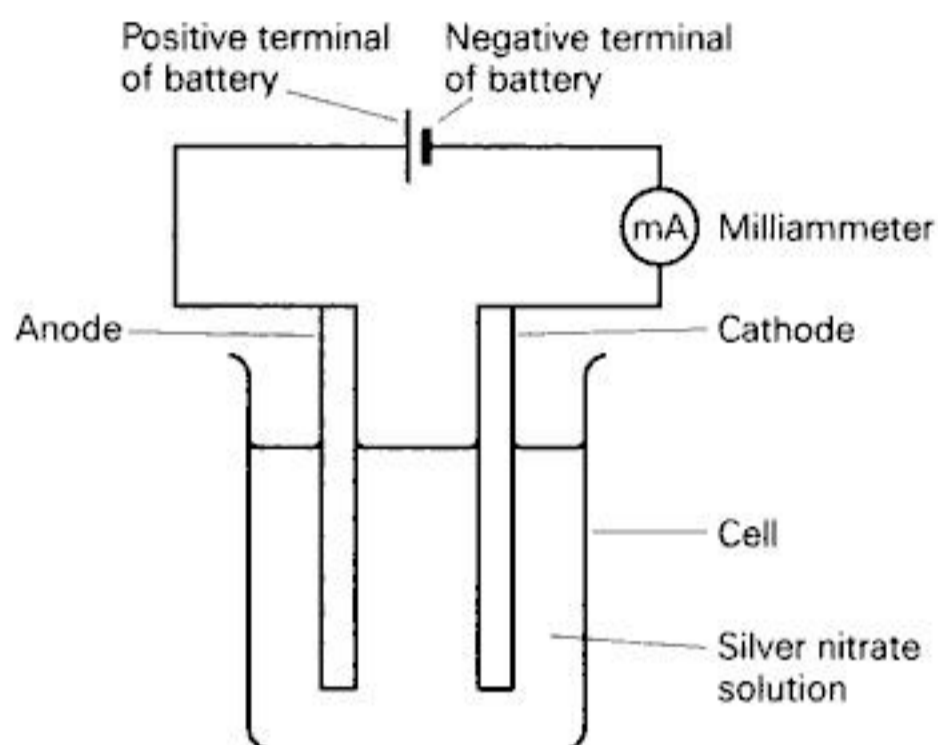 Positive terminal
of battery
Negative terminal
of battery
mA
Milliammeter
Anode
Cathode
Cell
Silver nitrate
solution